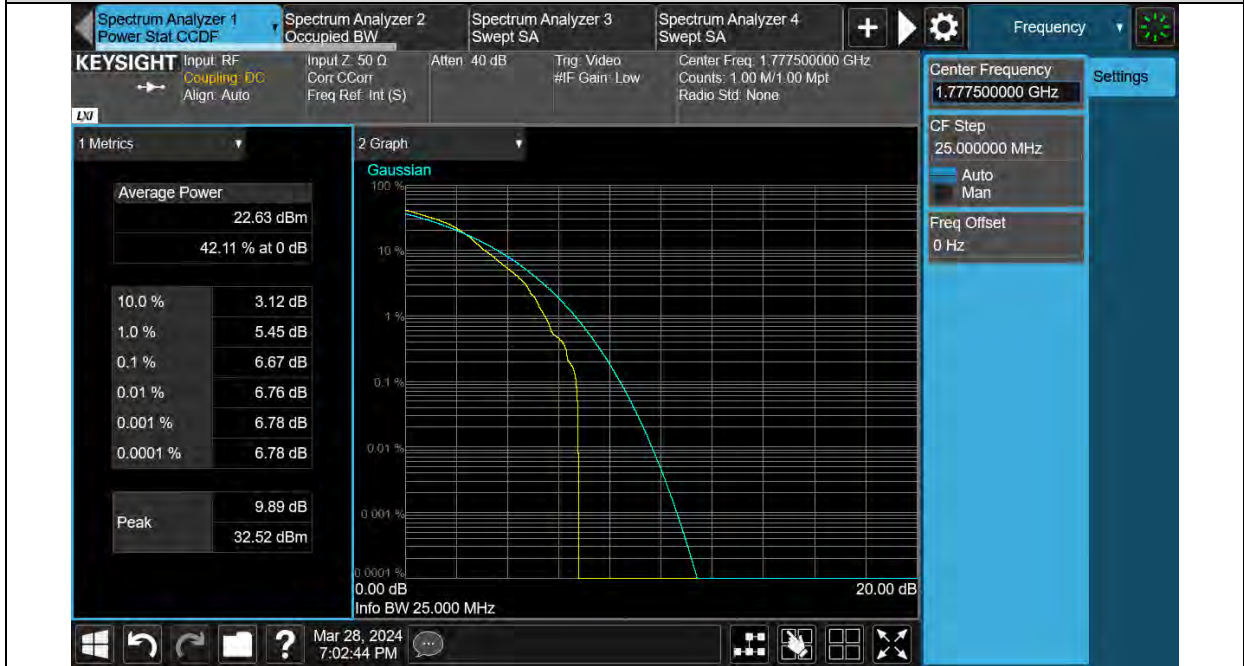 Spectrum Analyzer 1
Power Stat CCDF
Spectrum Analyzer 2
Occupied BW
Spectrum Analyzer 3
Swept SA
Spectrum Analyzer 4
Swept SA
+
Frequency
KEYSIGHT
Input: RF
Coupling: DC
Align: Auto
Input Z: 50 Ω
Corr CCorr
Freq Ref: Int (S)
Atten: 40 dB
Trig: Video
#IF Gain: Low
Center Freq: 1.777500000 GHz
Counts: 1.00 M/1.00 Mpt
Radio Std: None
LXI
Center Frequency
1.777500000 GHz
Settings
CF Step
25.000000 MHz
Auto
Man
Freq Offset
0 Hz
1 Metrics
Average Power
22.63 dBm
42.11 % at 0 dB
10.0 % 3.12 dB
1.0 % 5.45 dB
0.1 % 6.67 dB
0.01 % 6.76 dB
0.001 % 6.78 dB
0.0001 % 6.78 dB
Peak
9.89 dB
32.52 dBm
2 Graph
Gaussian
100 %
10 %
1 %
0.1 %
0.01 %
0.001 %
0.0001 %
0.00 dB
20.00 dB
Info BW 25.000 MHz
?
Mar 28, 2024
7:02:44 PM